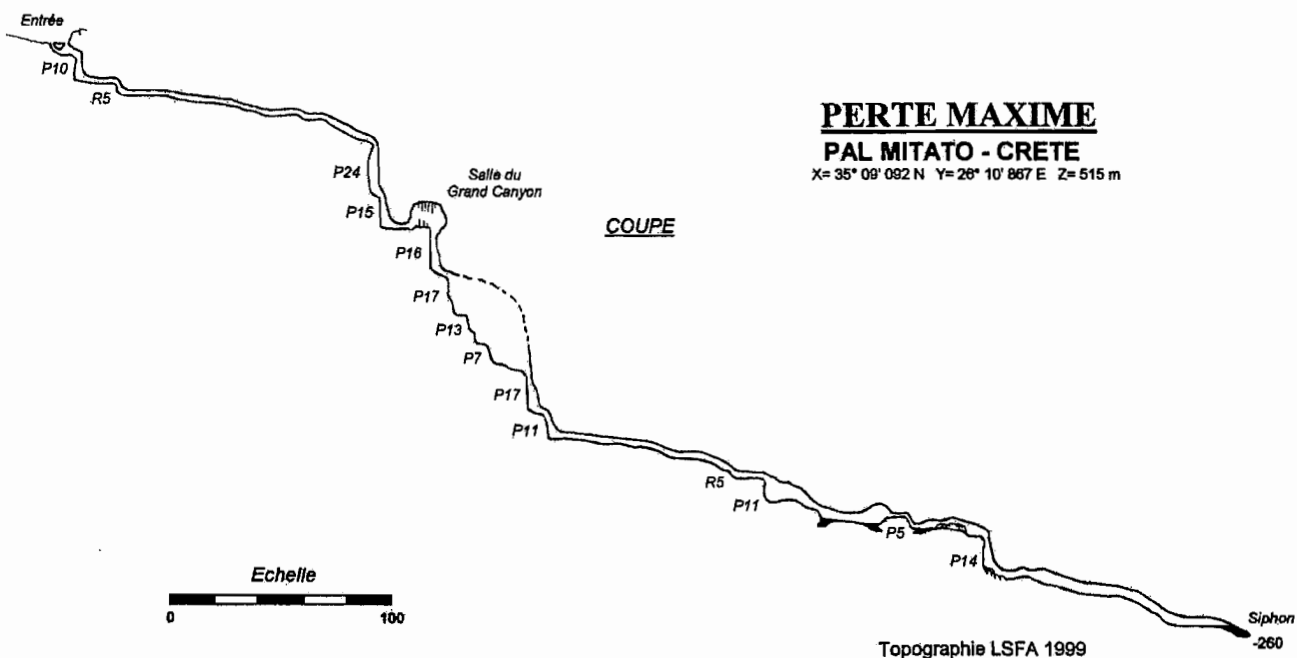 Entrée
P10
R5
PERTE MAXIME
PAL MITATO - CRETE
X= 35° 09' 092 N Y= 26° 10' 867 E Z= 515 m
P24
Salle du
Grand Canyon
P15
COUPE
P16
P17
P13
P7
P17
P11
R5
P11
P5
P14
Echelle
0 100
Siphon
-260
Topographie LSFA 1999